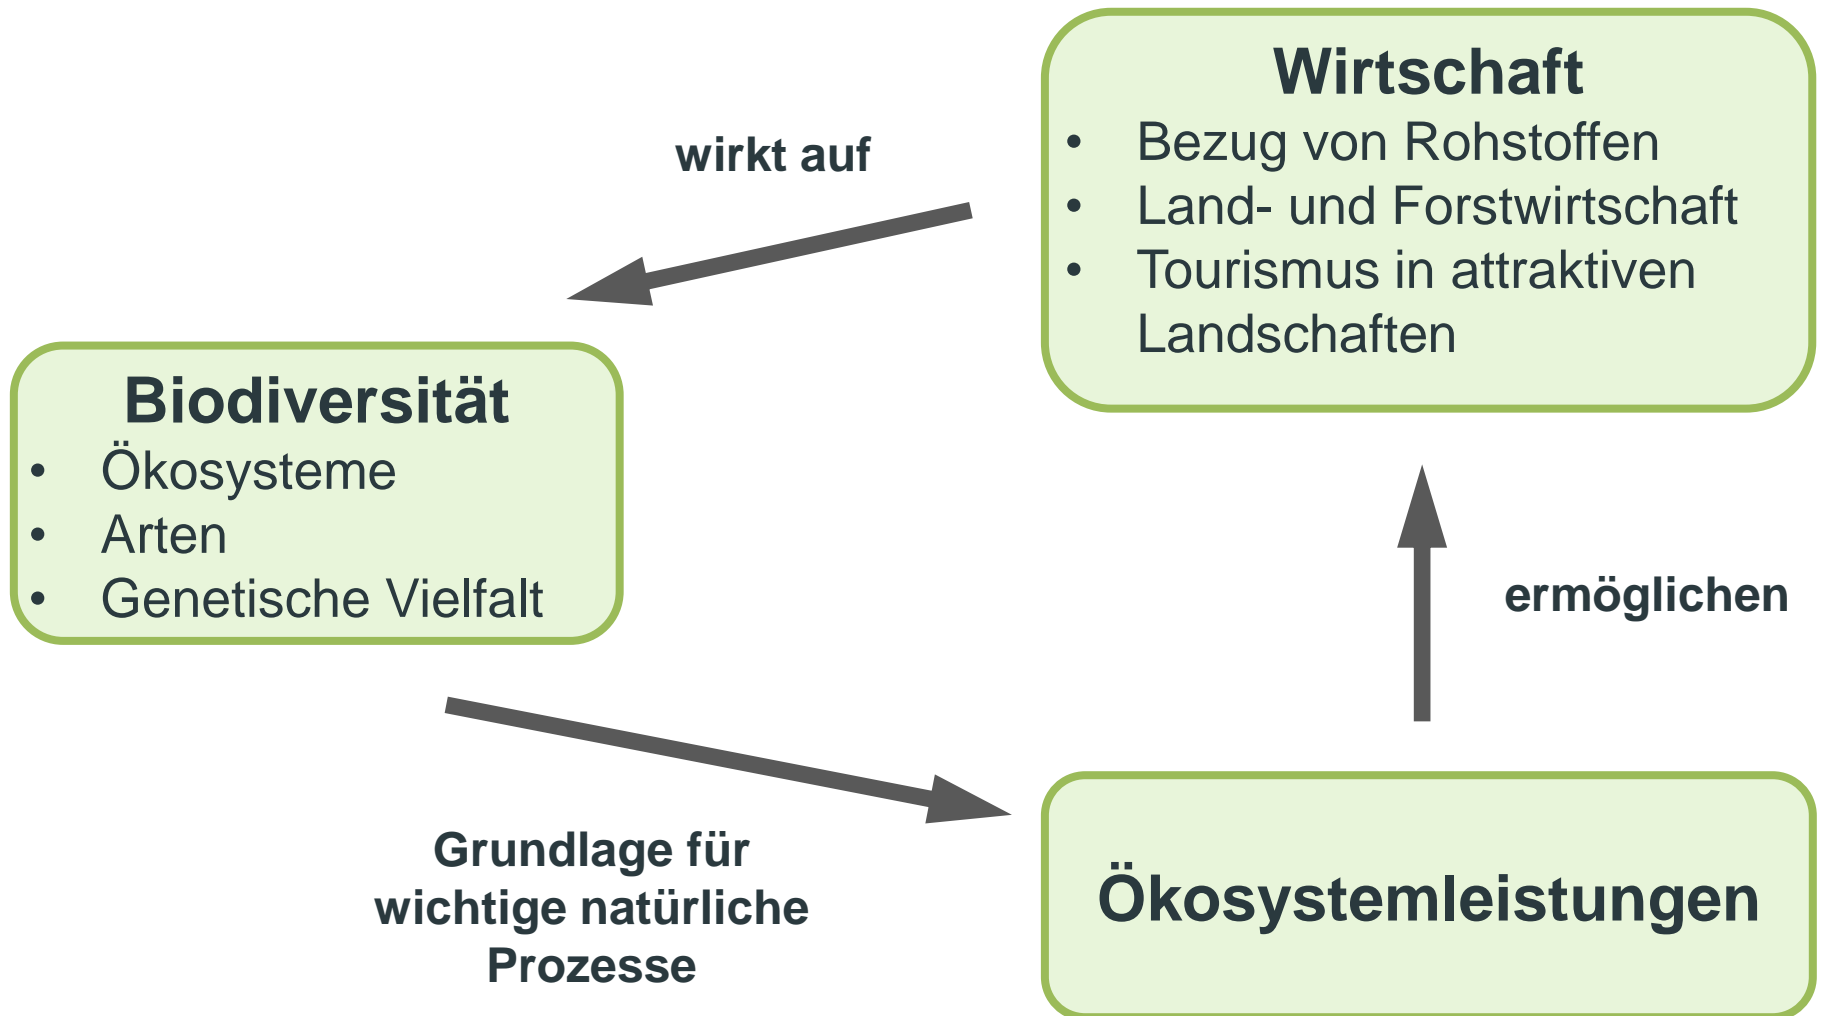 Wirtschaft
• Bezug von Rohstoffen
• Land- und Forstwirtschaft
• Tourismus in attraktiven
Landschaften
wirkt auf
Biodiversität
• Ökosysteme
• Arten
• Genetische Vielfalt
ermöglichen
Grundlage für
wichtige natürliche
Prozesse
Ökosystemleistungen